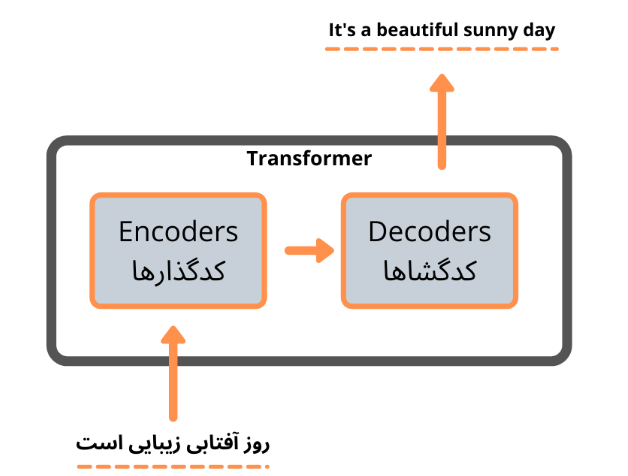 It's a beautiful sunny day
Transformer
Encoders
کدگذارها
Decoders
کدگشاها
روز آفتابی زیبایی است